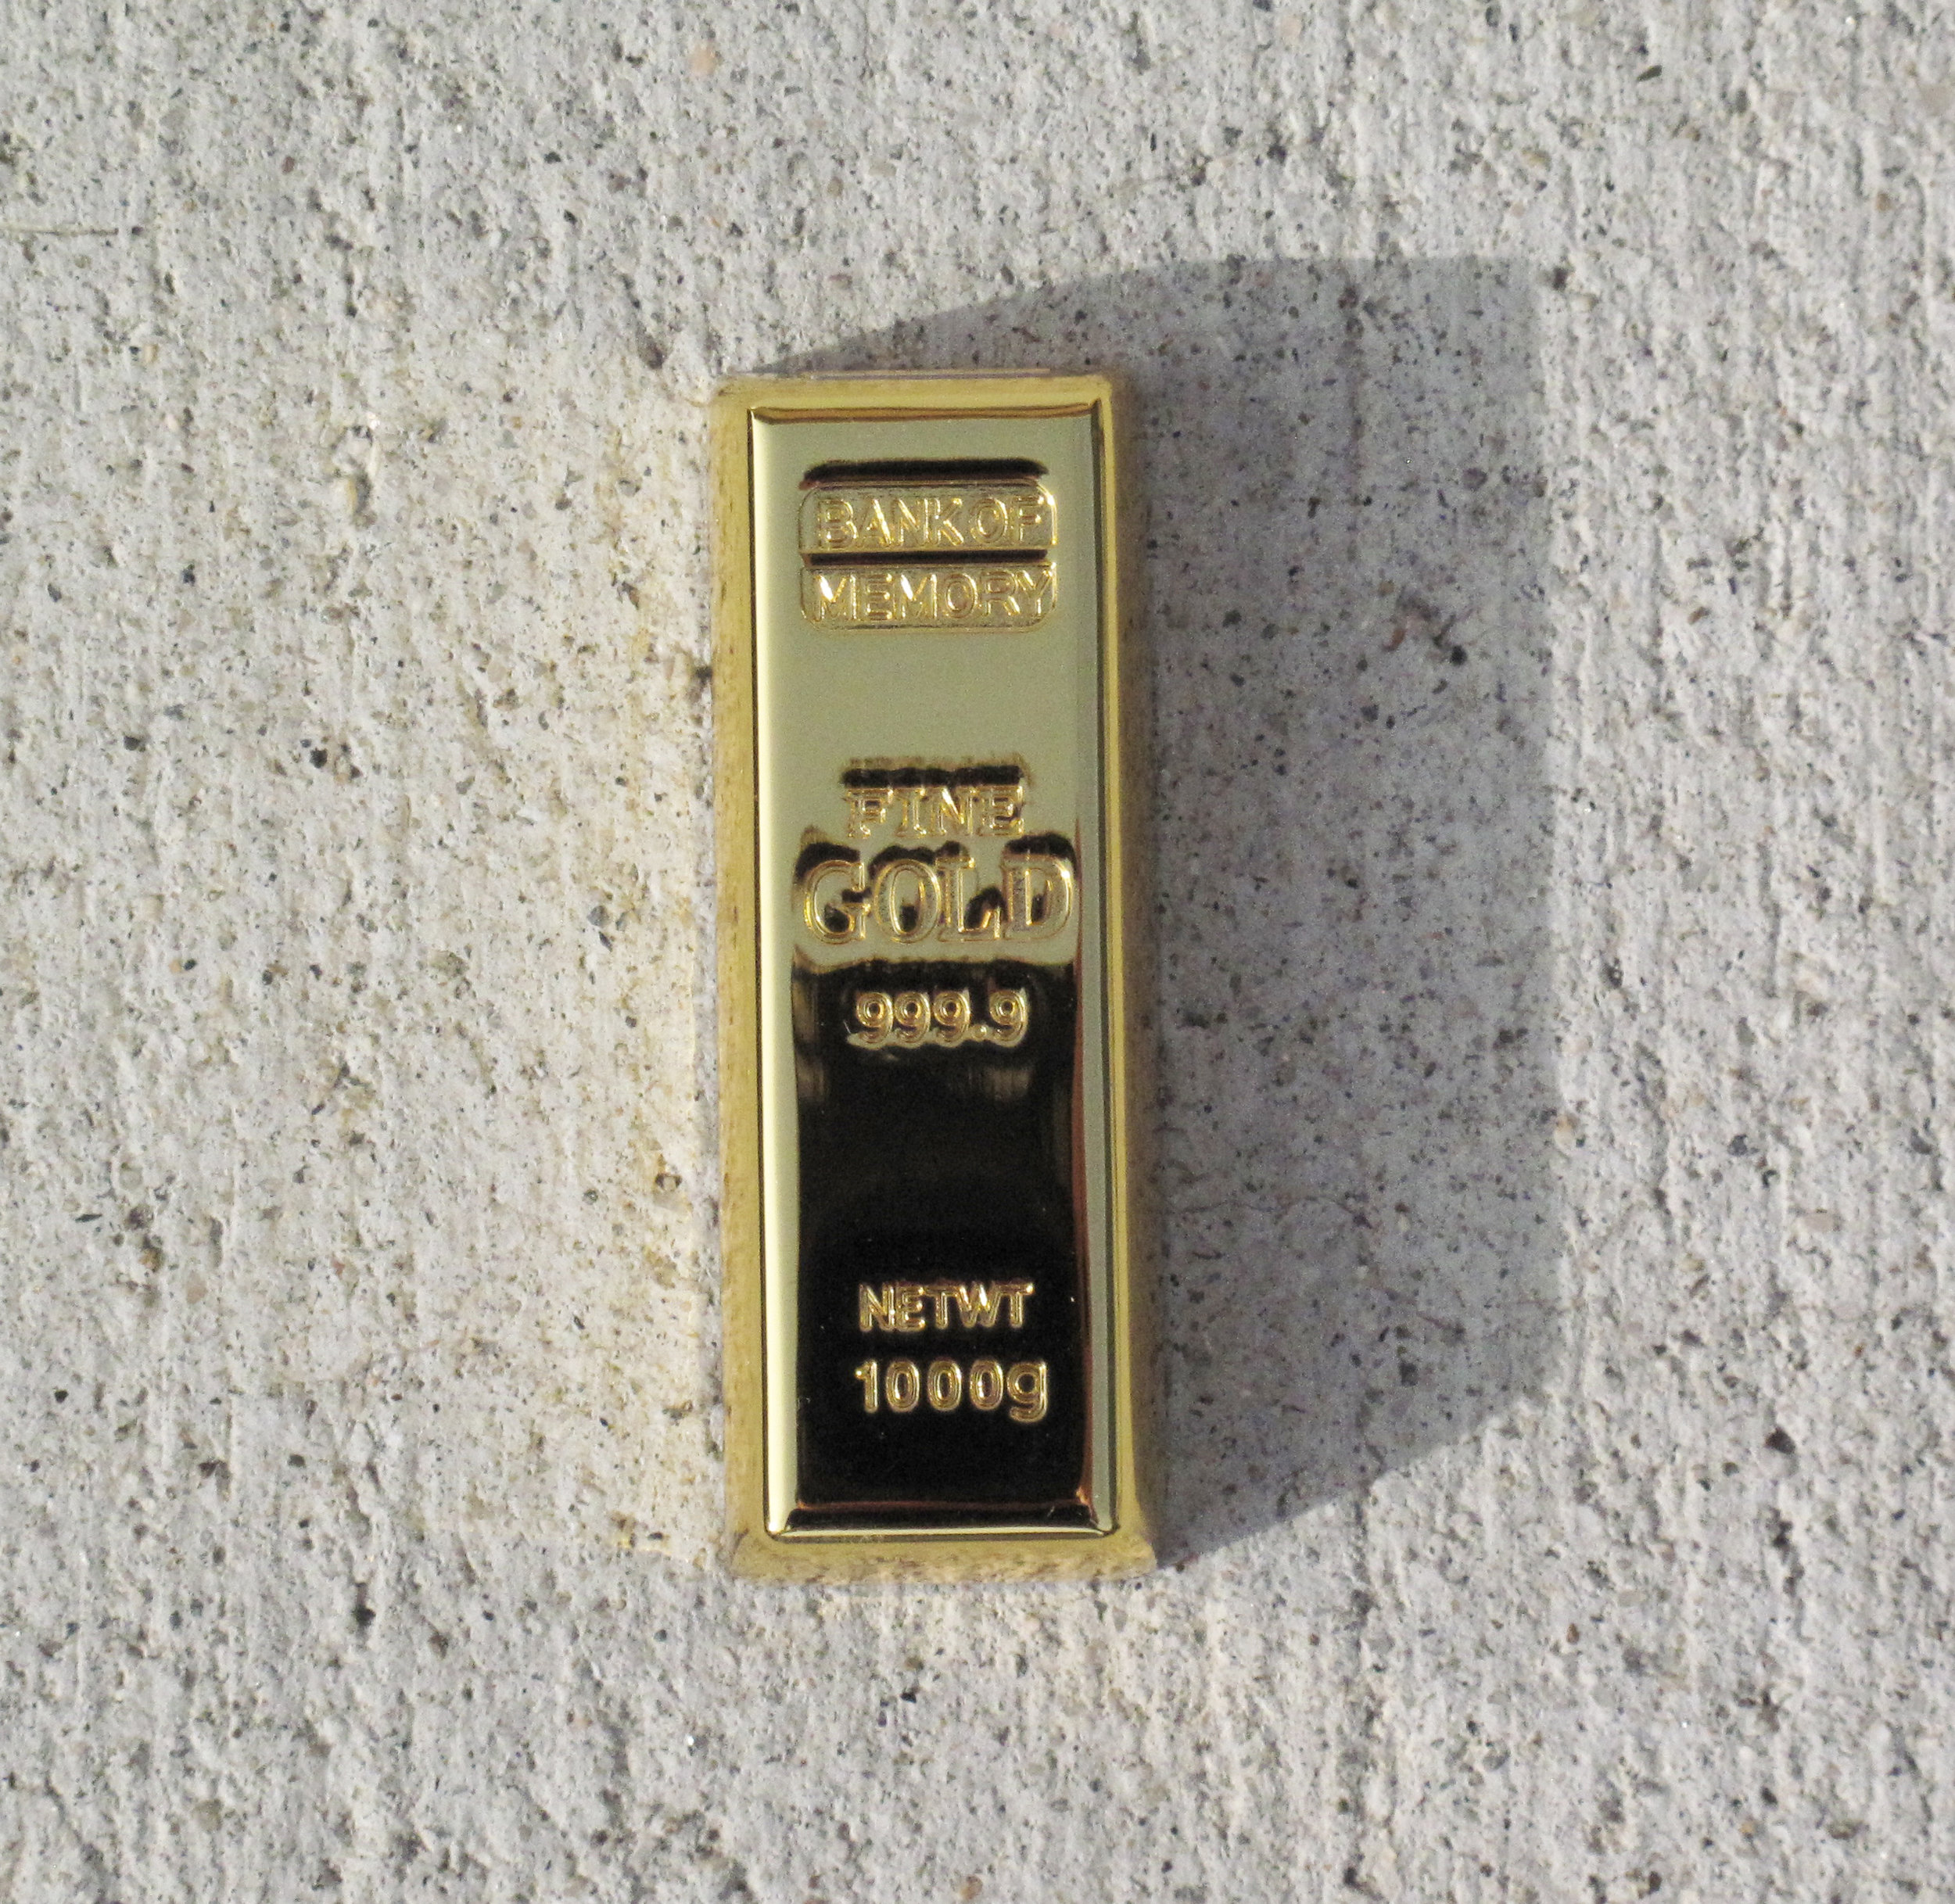 BANK OF
MEMORY
FINE
GOLD
999.9
NETWT
1000g